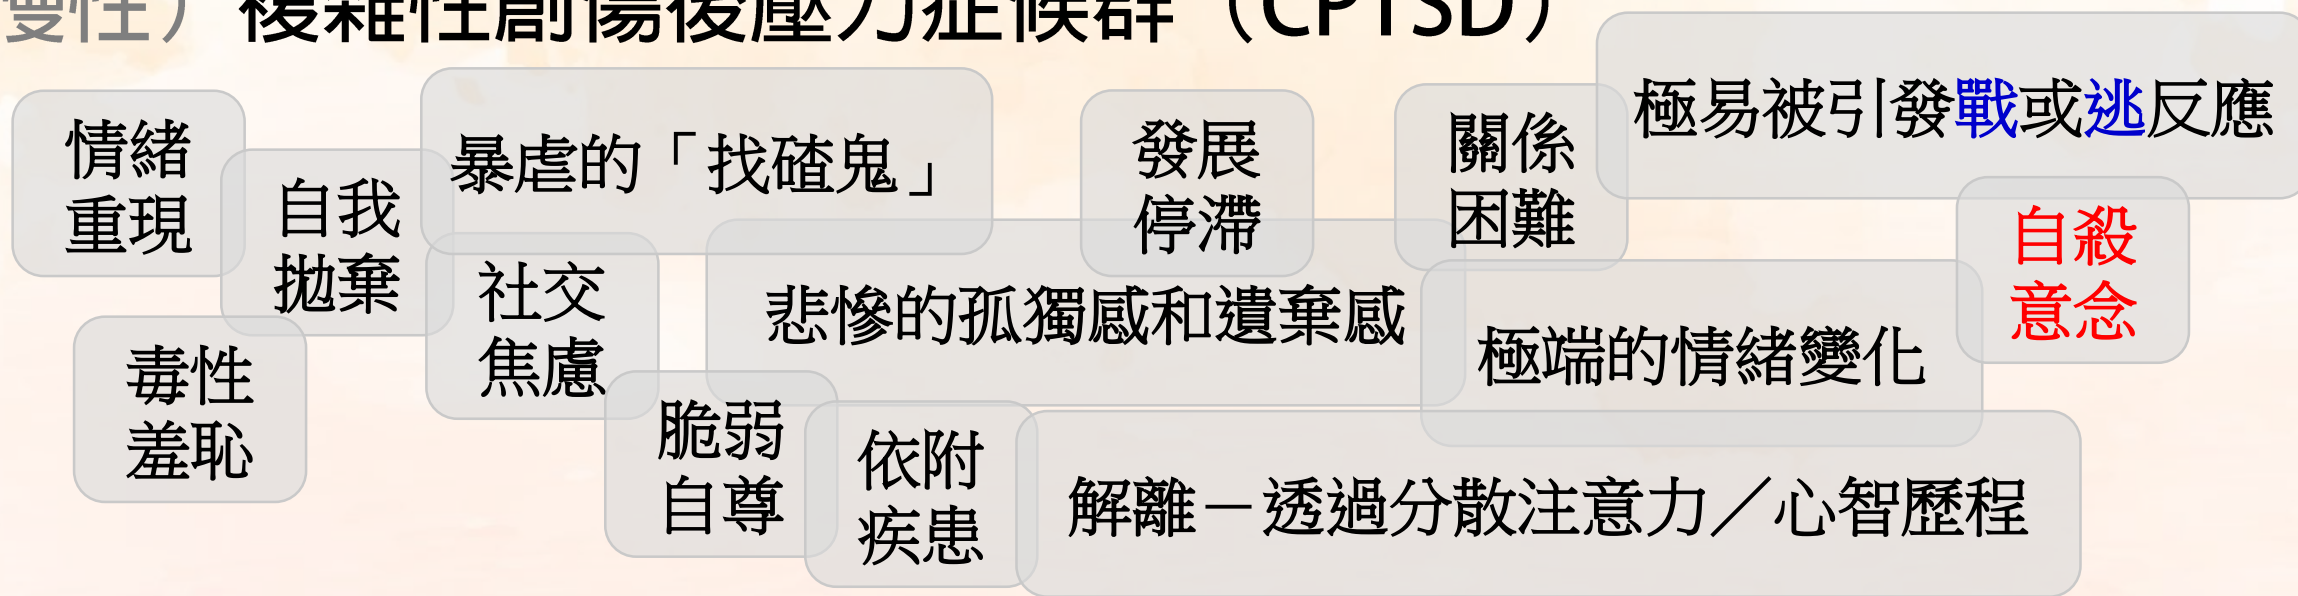 慢性）複雜性創傷後壓力症候群（CPTSD）
情緒
重現
自我
拋棄
暴虐的「找碴鬼」
發展
停滯
關係
困難
極易被引發戰或逃反應
自殺
意念
毒性
羞恥
社交
焦慮
悲慘的孤獨感和遺棄感
極端的情緒變化
脆弱
自尊
依附
疾患
解離－透過分散注意力／心智歷程